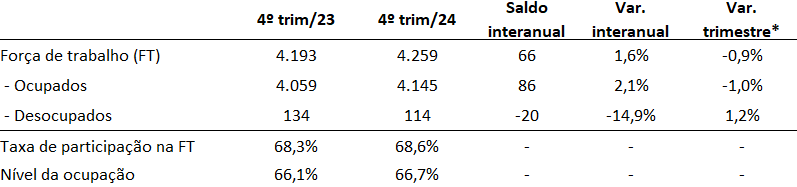 4º trim/23 4º trim/24 Saldo interanual Var. interanual Var. trimestre*
Força de trabalho (FT) 4.193 4.259 66 1,6% -0,9%
- Ocupados 4.059 4.145 86 2,1% -1,0%
- Desocupados 134 114 -20 -14,9% 1,2%
Taxa de participação na FT 68,3% 68,6% - - -
Nível da ocupação 66,1% 66,7% - - -